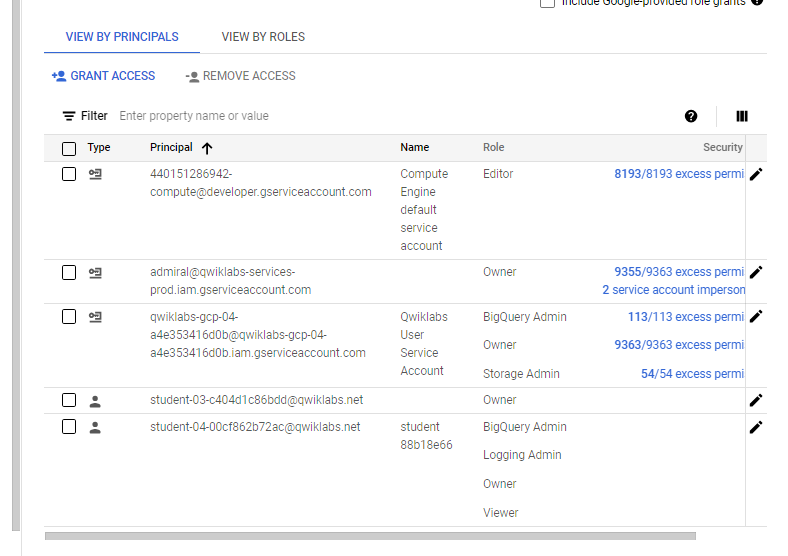 Include Google-provided role grants
VIEW BY PRINCIPALS
VIEW BY ROLES
GRANT ACCESS
REMOVE ACCESS
Filter Enter property name or value
Type Principal Name Role Security
440151286942- Compute Editor 8193/8193 excess permi
compute@developer.gserviceaccount.com Engine
default
service
account
admiral@qwiklabs-services- Owner 9355/9363 excess permi
prod.iam.gserviceaccount.com 2 service account imperson
qwiklabs-gcp-04- Qwiklabs BigQuery Admin 113/113 excess permi
a4e353416d0b@qwiklabs-gcp-04- User
Owner 9363/9363 excess permi
a4e353416d0b.iam.gserviceaccount.com Service
Account Storage Admin 54/54 excess permi
student-03-c404d1c86bdd@qwiklabs.net Owner
student-04-00cf862b72ac@qwiklabs.net student BigQuery Admin
88b18e66
Logging Admin
Owner
Viewer